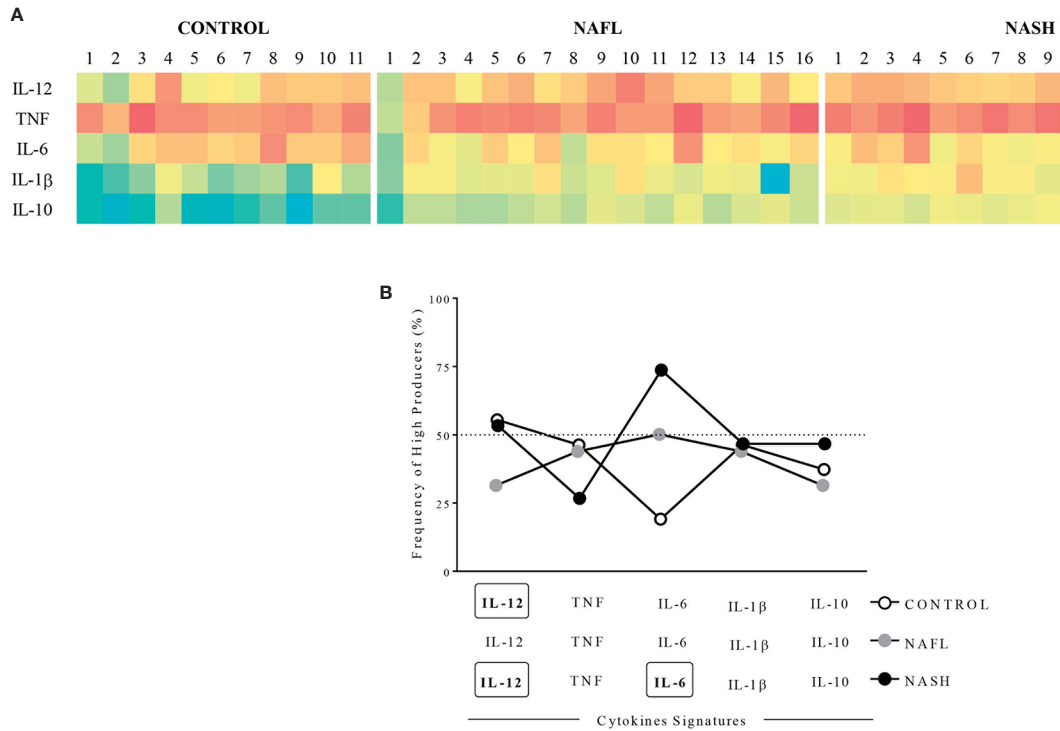 A
CONTROL NAFL NASH
1 2 3 4 5 6 7 8 9 10 11 1 2 3 4 5 6 7 8 9 10 11 12 13 14 15 16 1 2 3 4 5 6 7 8 9
IL-12
TNF
IL-6
IL-1β
IL-10
B
Frequency of High Producers (%)
100
75
50
25
0
IL-12 TNF IL-6 IL-1β IL-10 CONTROL
IL-12 TNF IL-6 IL-1β IL-10 NAFL
IL-12 TNF IL-6 IL-1β IL-10 NASH
Cytokines Signatures